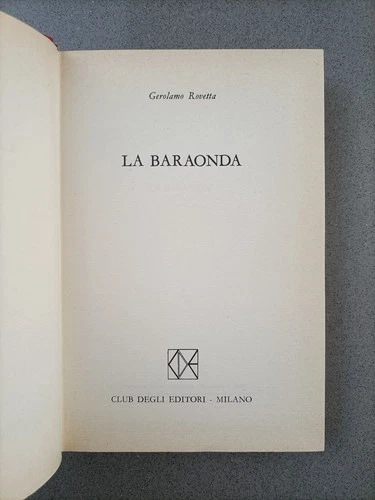 Gerolamo Rovetta
LA BARAONDA
CLUB DEGLI EDITORI - MILANO